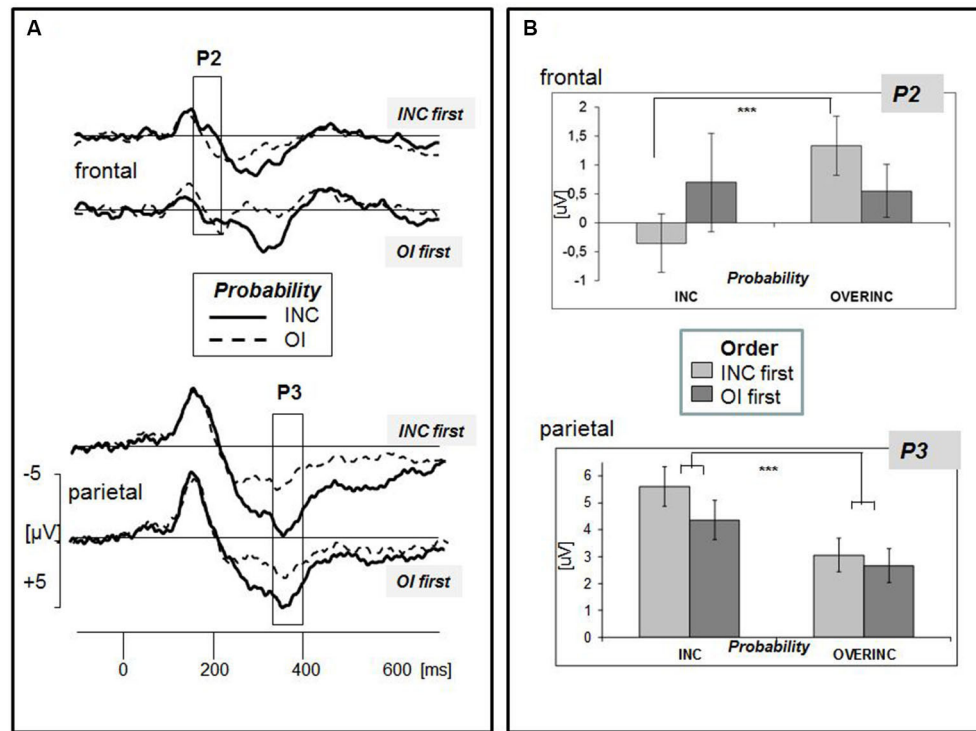 A
P2
INC first
frontal
OI first
Probability
INC
OI
P3
INC first
-5
parietal
[µV]
+5
OI first
0 200 400 600 [ms]
B
frontal
P2
2
1,5
1
0,5
0
-0,5
-1
[uV]
***
Probability
INC OVERINC
Order
INC first
OI first
parietal
P3
6
5
4
3
2
1
0
[uV]
***
Probability
INC OVERINC